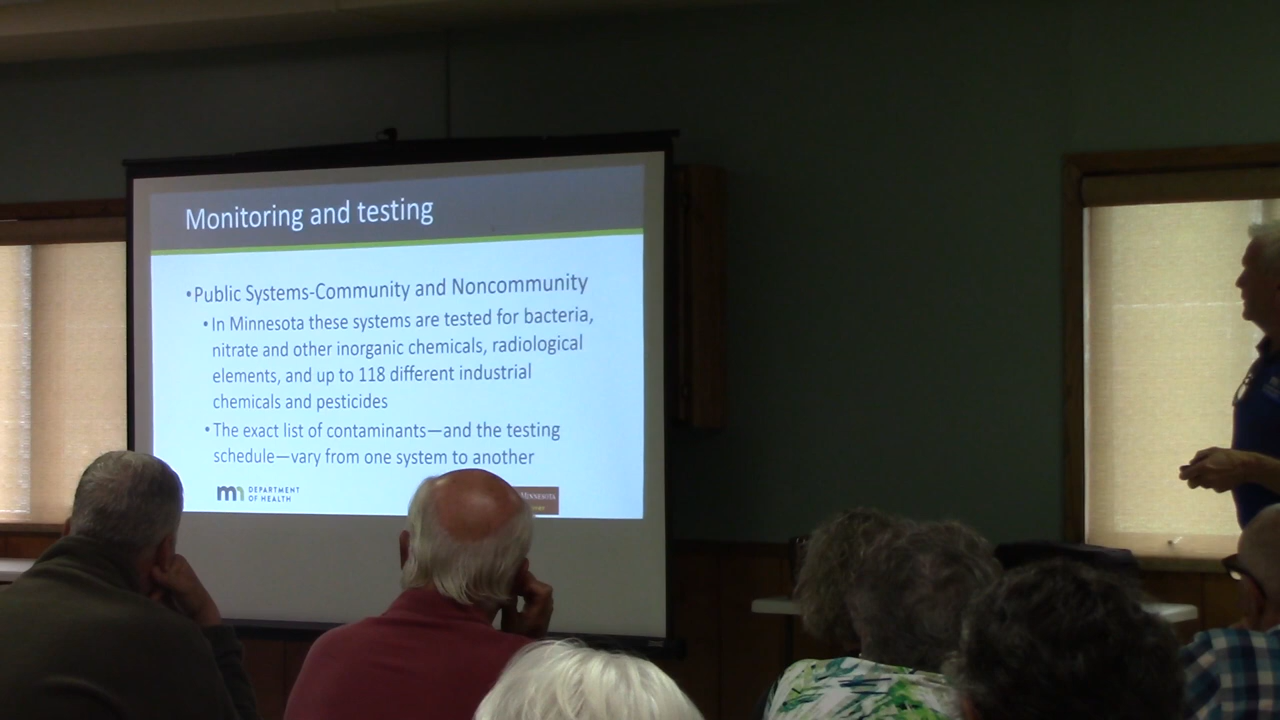 Monitoring and testing
•Public Systems-Community and Noncommunity
•In Minnesota these systems are tested for bacteria,
nitrate and other inorganic chemicals, radiological
elements, and up to 118 different industrial
chemicals and pesticides
•The exact list of contaminants—and the testing
schedule—vary from one system to another
mn DEPARTMENT
OF HEALTH
MINNESOTA